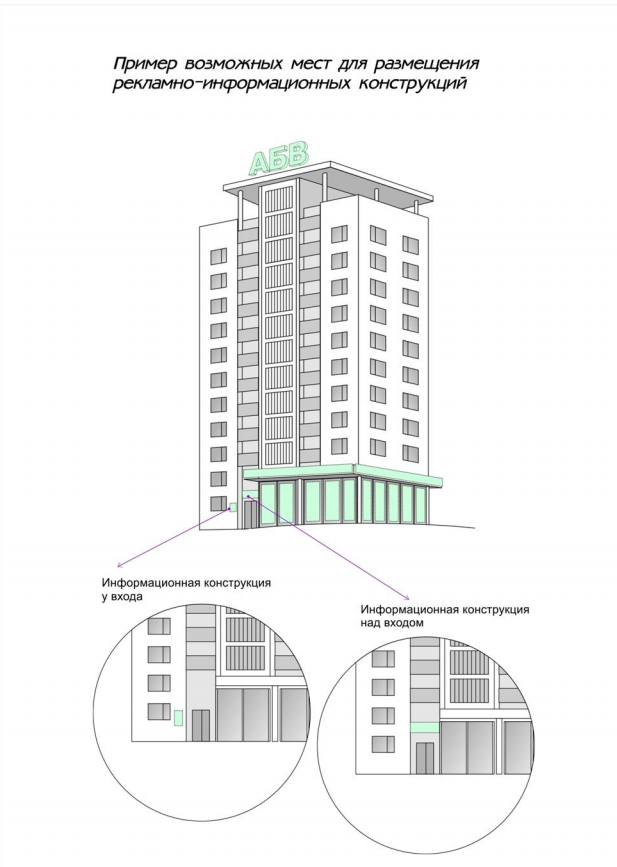 Пример возможных мест для размещения
рекламно-информационных конструкций
АБВ
Информационная конструкция
у входа
Информационная конструкция
над входом